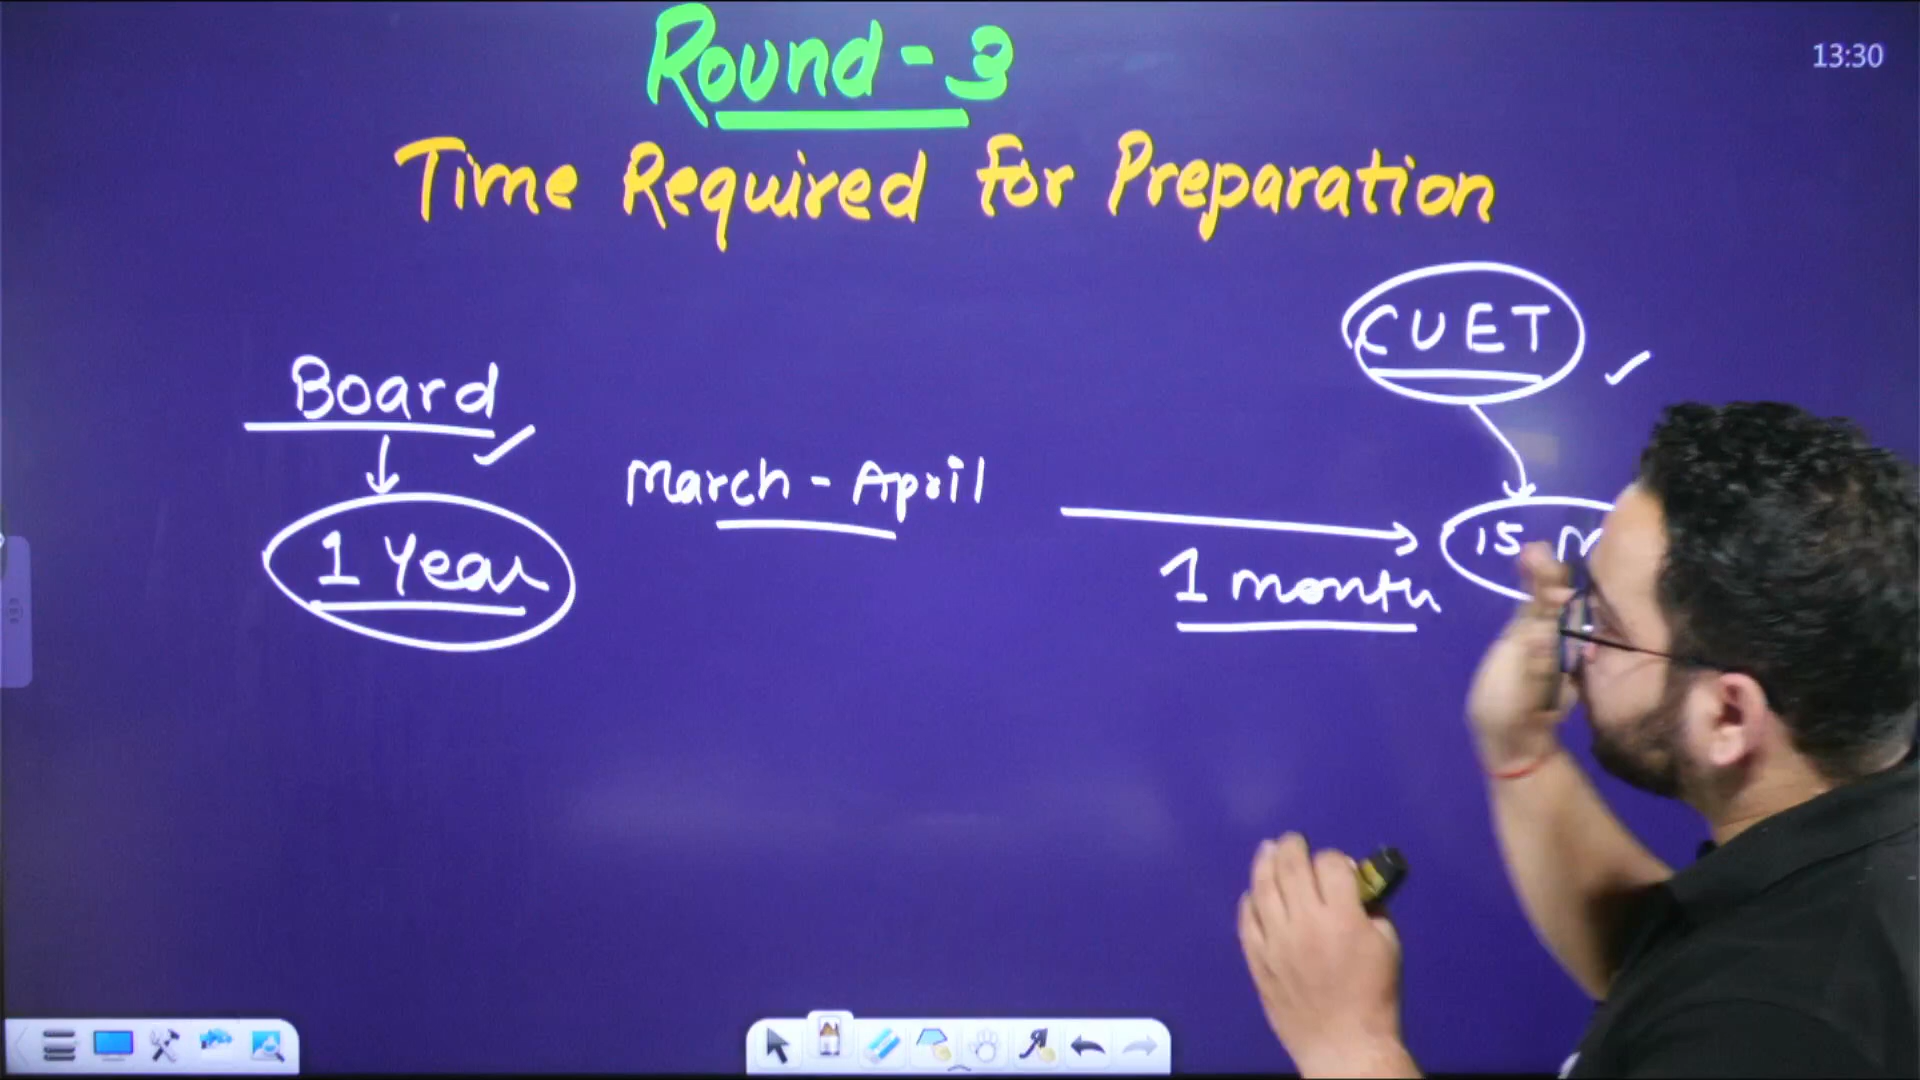 Round - 3
13:30
Time Required for Preparation
CUET
Board
March - April
1 Year
1 month
15